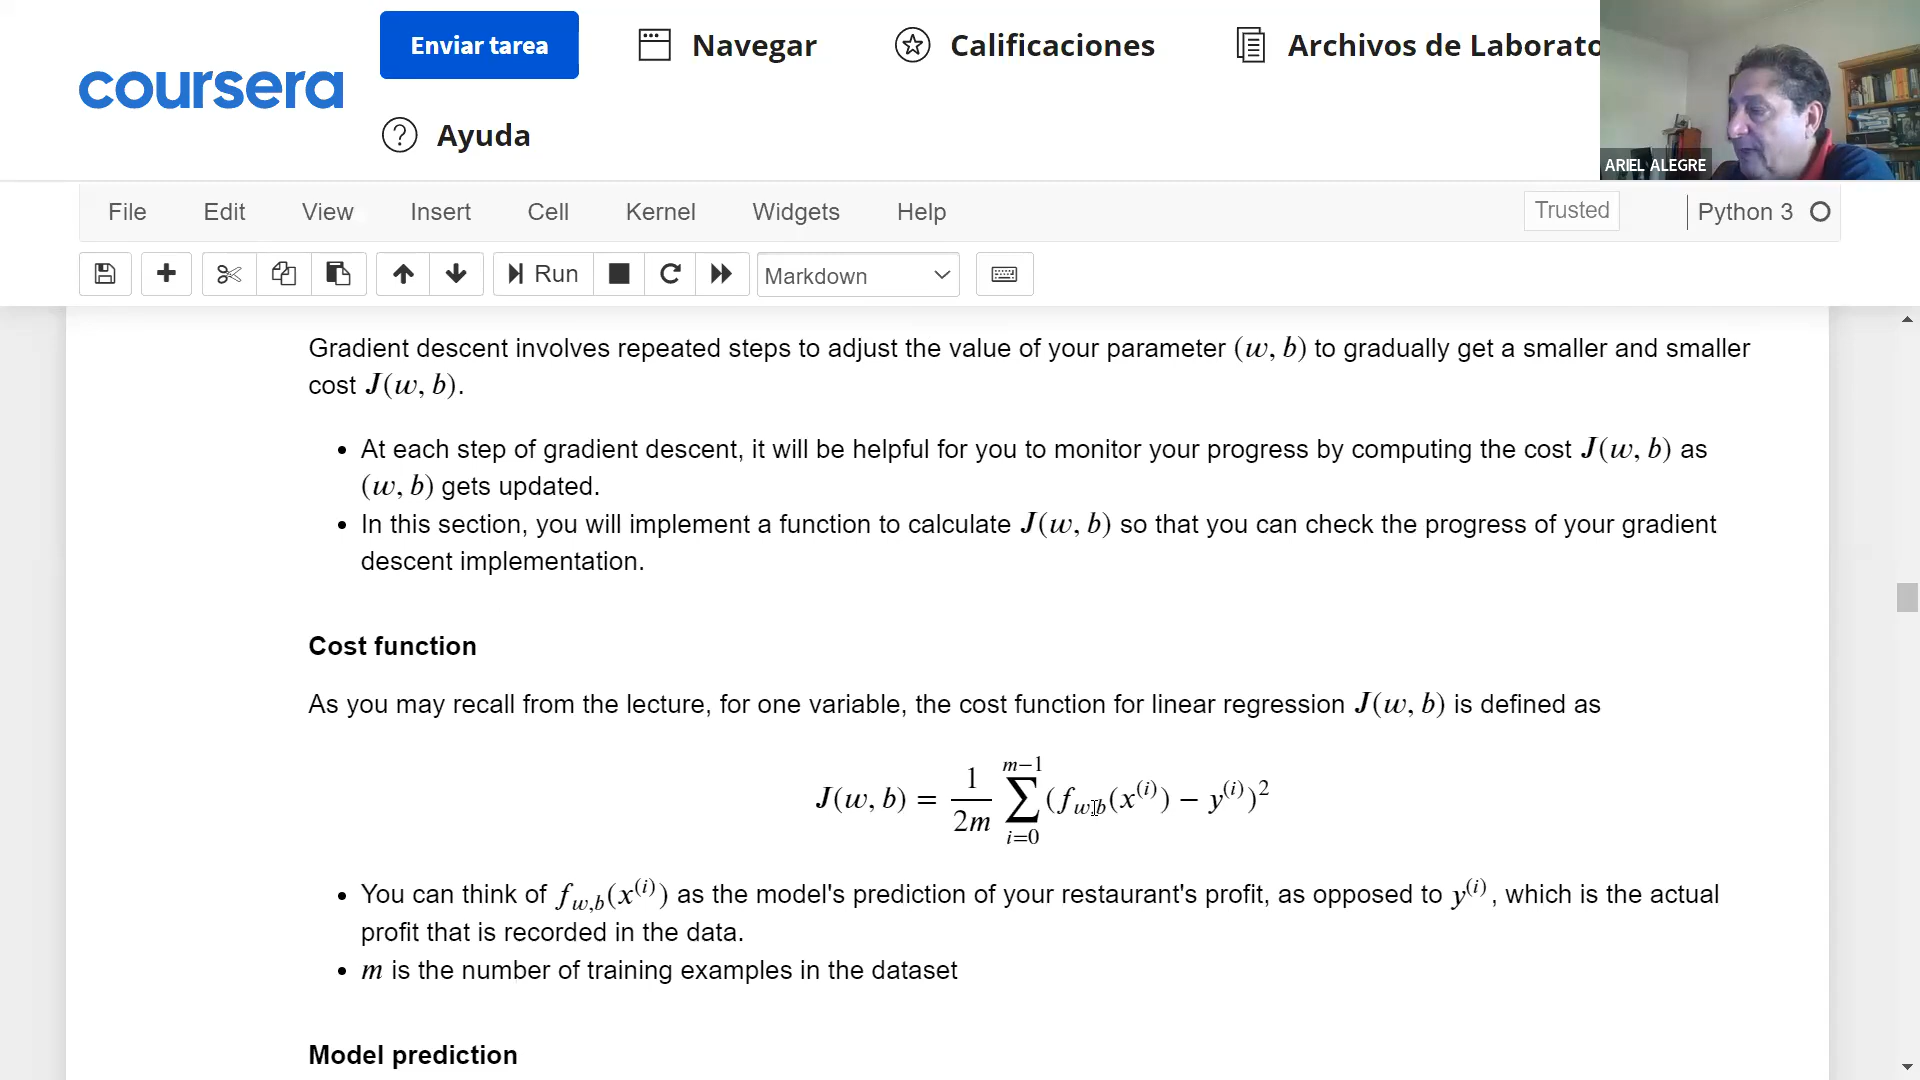 coursera
Enviar tarea
Navegar
Calificaciones
Archivos de Laborato
Ayuda
ARIEL ALEGRE
File Edit View Insert Cell Kernel Widgets Help
Trusted
Python 3
Run
Markdown
Gradient descent involves repeated steps to adjust the value of your parameter (w, b) to gradually get a smaller and smaller
cost J(w, b).
• At each step of gradient descent, it will be helpful for you to monitor your progress by computing the cost J(w, b) as
(w, b) gets updated.
• In this section, you will implement a function to calculate J(w, b) so that you can check the progress of your gradient
descent implementation.
Cost function
As you may recall from the lecture, for one variable, the cost function for linear regression J(w, b) is defined as
J(w, b) = \frac{1}{2m} \sum_{i=0}^{m-1} (f_{w,b}(x^{(i)}) − y^{(i)})^2
• You can think of f_{w,b}(x^{(i)}) as the model's prediction of your restaurant's profit, as opposed to y^{(i)}, which is the actual
profit that is recorded in the data.
• m is the number of training examples in the dataset
Model prediction